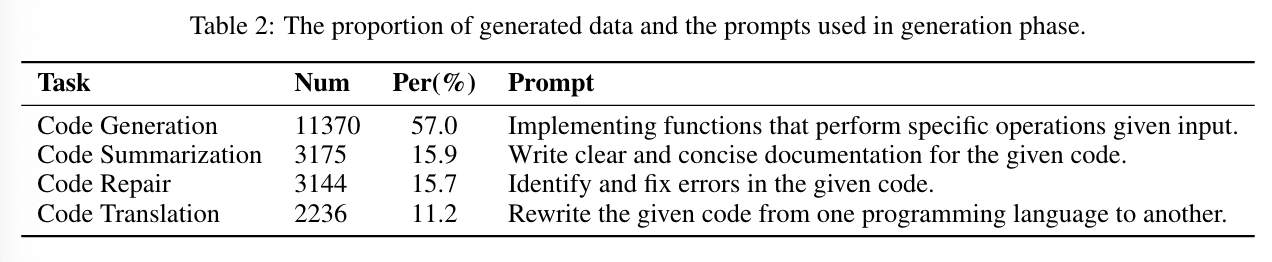 Table 2: The proportion of generated data and the prompts used in generation phase.
Task Num Per(%) Prompt
Code Generation 11370 57.0 Implementing functions that perform specific operations given input.
Code Summarization 3175 15.9 Write clear and concise documentation for the given code.
Code Repair 3144 15.7 Identify and fix errors in the given code.
Code Translation 2236 11.2 Rewrite the given code from one programming language to another.